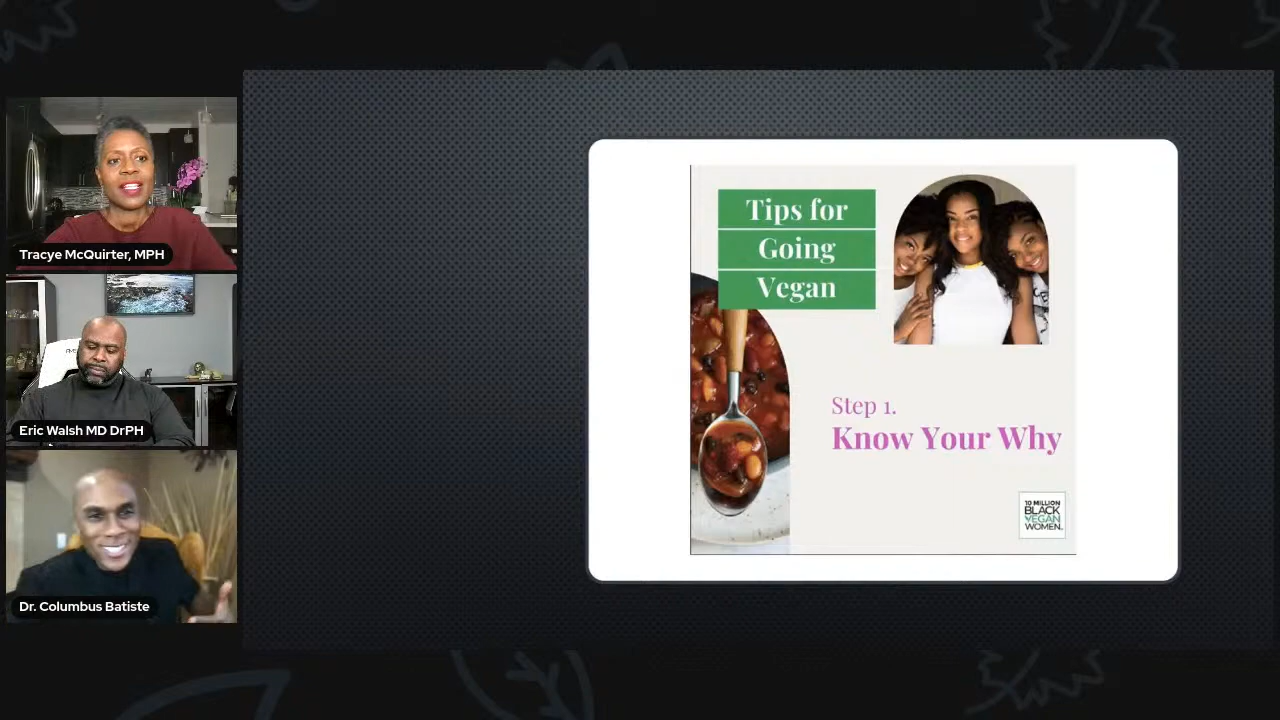 Tracye McQuirter, MPH
Eric Walsh MD DrPH
Dr. Columbus Batiste
Tips for
Going
Vegan
Step 1.
Know Your Why
10 MILLION
BLACK
VEGAN
WOMEN.